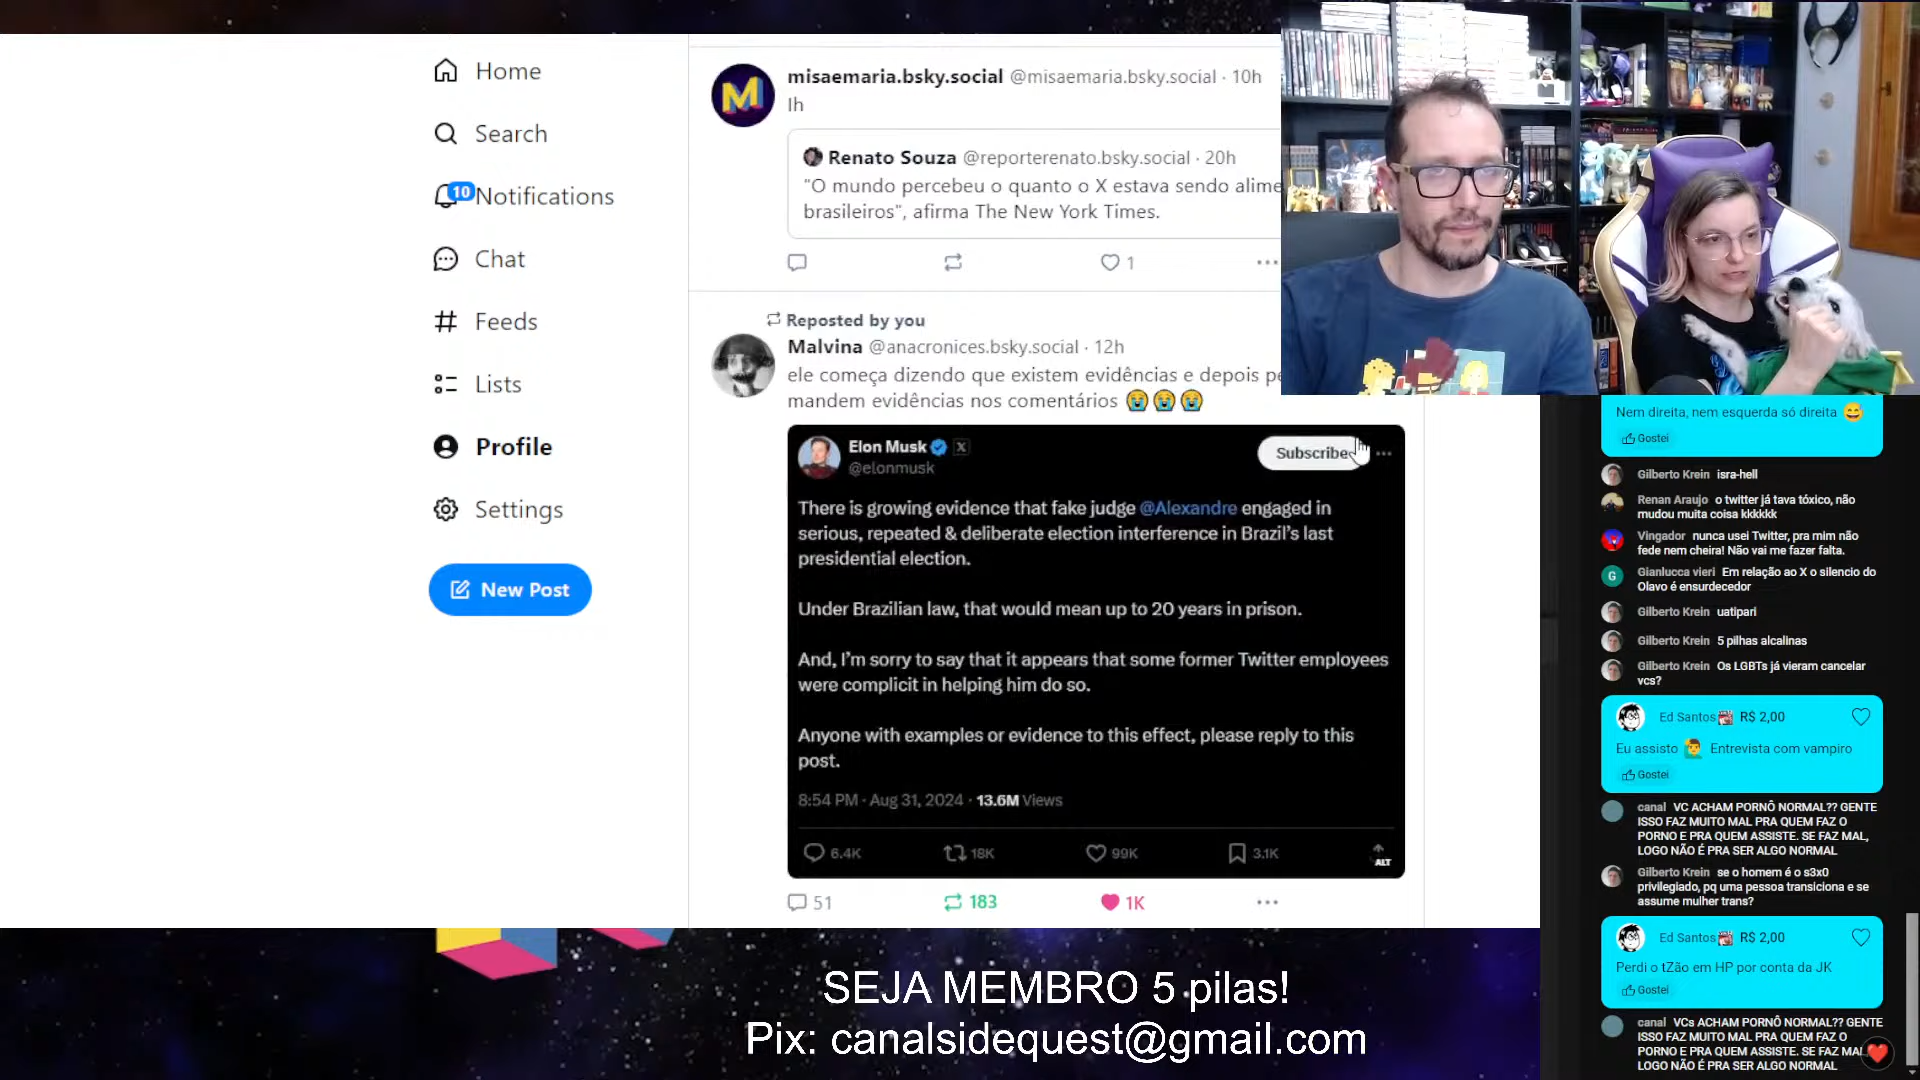 Home
Search
10
Notifications
Chat
Feeds
Lists
Profile
Settings
New Post
M
misaemaria.bsky.social @misaemaria.bsky.social · 10h
Ih
Renato Souza @reporterenato.bsky.social · 20h
"O mundo percebeu o quanto o X estava sendo alime
brasileiros", afirma The New York Times.
1
Reposted by you
Malvina @anacronices.bsky.social · 12h
ele começa dizendo que existem evidências e depois pe
mandem evidências nos comentários 😭😭😭
Elon Musk
@elonmusk
Subscribe
There is growing evidence that fake judge @Alexandre engaged in
serious, repeated & deliberate election interference in Brazil's last
presidential election.
Under Brazilian law, that would mean up to 20 years in prison.
And, I'm sorry to say that it appears that some former Twitter employees
were complicit in helping him do so.
Anyone with examples or evidence to this effect, please reply to this
post.
8:54 PM · Aug 31, 2024 · 13.6M Views
6.4K 18K 99K 3.1K
ALT
51 183 1K
Nem direita, nem esquerda só direita 😄
Gostei
Gilberto Krein isra-hell
Renan Araujo o twitter já tava tóxico, não
mudou muita coisa kkkkkk
Vingador nunca usei Twitter, pra mim não
fede nem cheira! Não vai me fazer falta.
G
Gianlucca vieri Em relação ao X o silencio do
Olavo é ensurdecedor
Gilberto Krein uatipari
Gilberto Krein 5 pilhas alcalinas
Gilberto Krein Os LGBTs já vieram cancelar
vcs?
Ed Santos R$ 2,00
Eu assisto 🙋‍♂️ Entrevista com vampiro
Gostei
canal VC ACHAM PORNÔ NORMAL?? GENTE
ISSO FAZ MUITO MAL PRA QUEM FAZ O
PORNO E PRA QUEM ASSISTE. SE FAZ MAL,
LOGO NÃO É PRA SER ALGO NORMAL
Gilberto Krein se o homem é o s3x0
privilegiado, pq uma pessoa transiciona e se
assume mulher trans?
Ed Santos R$ 2,00
Perdi o tZão em HP por conta da JK
Gostei
canal VCs ACHAM PORNÔ NORMAL?? GENTE
ISSO FAZ MUITO MAL PRA QUEM FAZ O
PORNO E PRA QUEM ASSISTE. SE FAZ MAL
LOGO NÃO É PRA SER ALGO NORMAL
SEJA MEMBRO 5 pilas!
Pix: canalsidequest@gmail.com